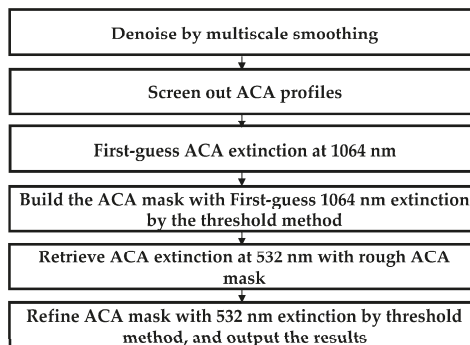 Denoise by multiscale smoothing
Screen out ACA profiles
First-guess ACA extinction at 1064 nm
Build the ACA mask with First-guess 1064 nm extinction
by the threshold method
Retrieve ACA extinction at 532 nm with rough ACA
mask
Refine ACA mask with 532 nm extinction by threshold
method, and output the results